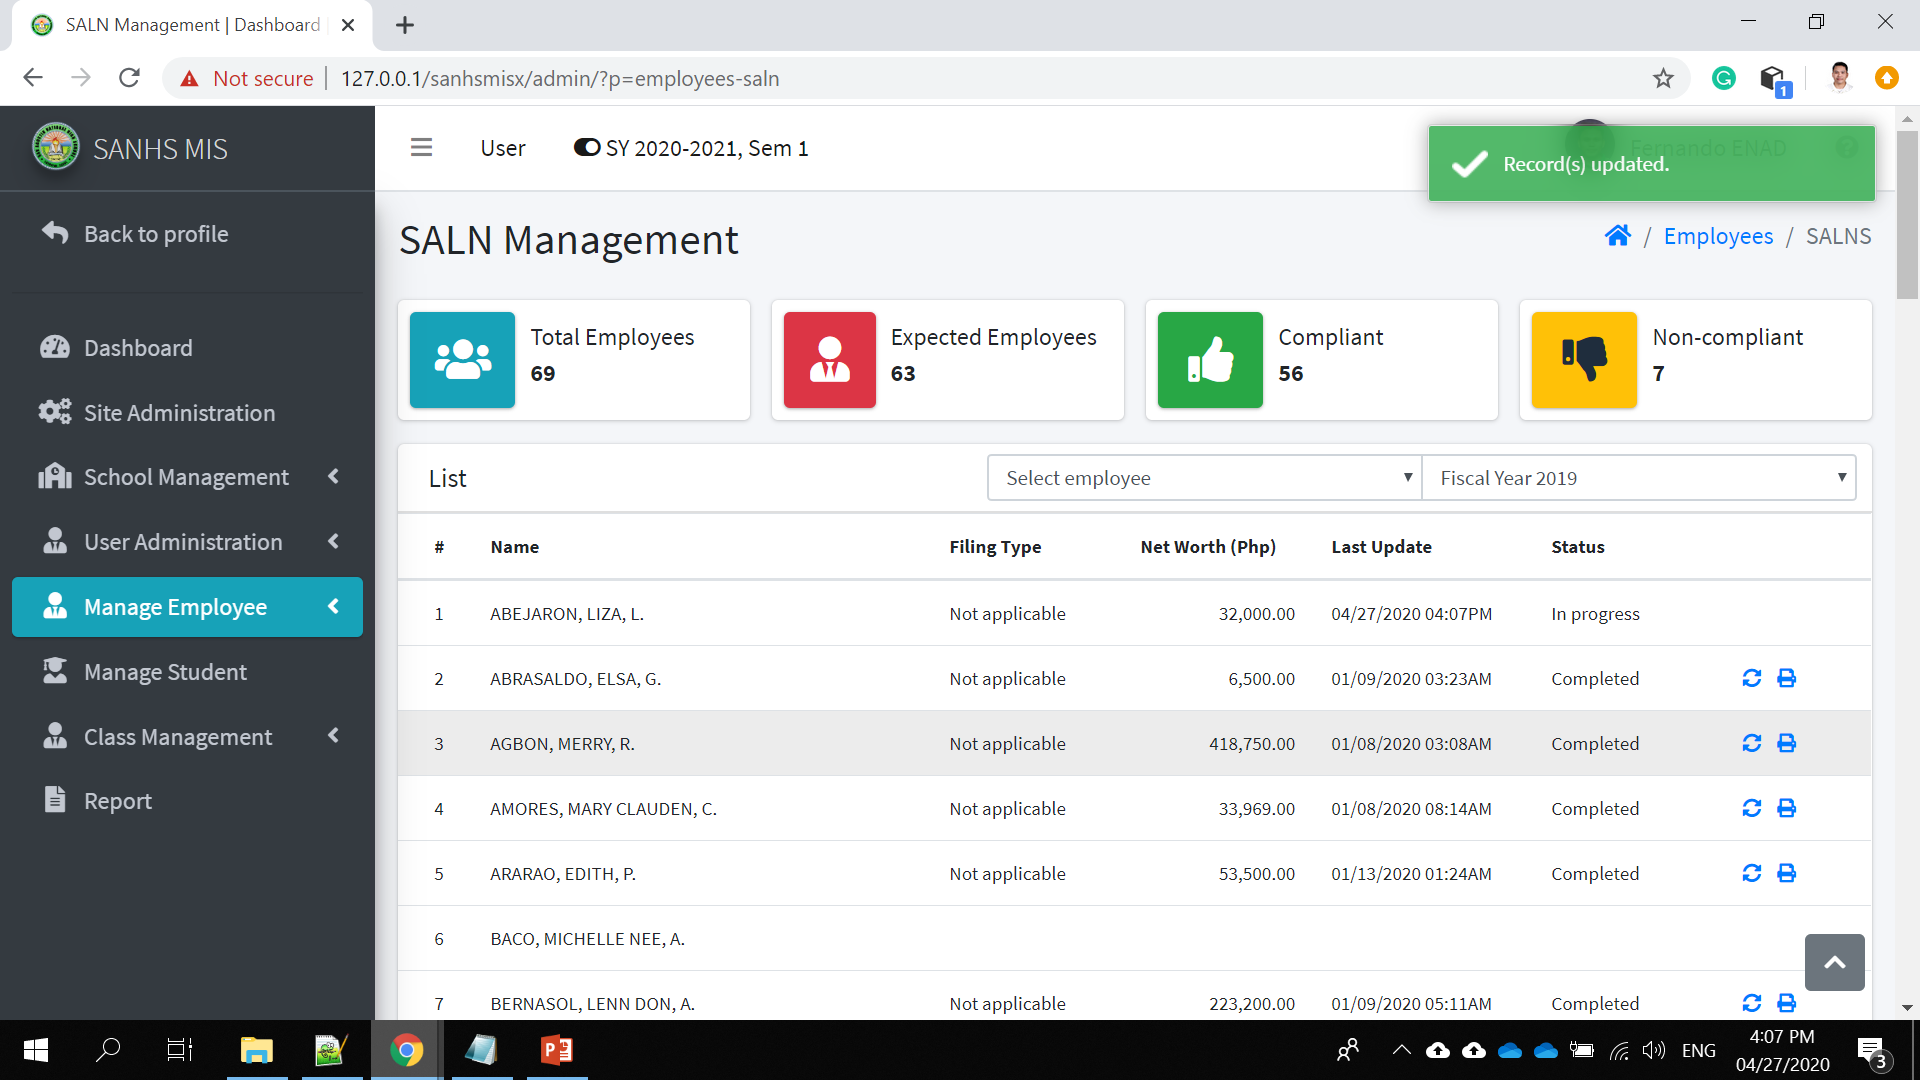 SALN Management | Dashboard
Not secure | 127.0.0.1/sanhsmisx/admin/?p=employees-saln
1
SANHS MIS
User
SY 2020-2021, Sem 1
Fernando ENAD
Record(s) updated.
Back to profile
Dashboard
Site Administration
School Management
User Administration
Manage Employee
Manage Student
Class Management
Report
SALN Management
/ Employees / SALNS
Total Employees
69
Expected Employees
63
Compliant
56
Non-compliant
7
List
Select employee
Fiscal Year 2019
# Name Filing Type Net Worth (Php) Last Update Status
1 ABEJARON, LIZA, L. Not applicable 32,000.00 04/27/2020 04:07PM In progress
2 ABRASALDO, ELSA, G. Not applicable 6,500.00 01/09/2020 03:23AM Completed
3 AGBON, MERRY, R. Not applicable 418,750.00 01/08/2020 03:08AM Completed
4 AMORES, MARY CLAUDEN, C. Not applicable 33,969.00 01/08/2020 08:14AM Completed
5 ARARAO, EDITH, P. Not applicable 53,500.00 01/13/2020 01:24AM Completed
6 BACO, MICHELLE NEE, A.
7 BERNASOL, LENN DON, A. Not applicable 223,200.00 01/09/2020 05:11AM Completed
ENG
4:07 PM
04/27/2020
3